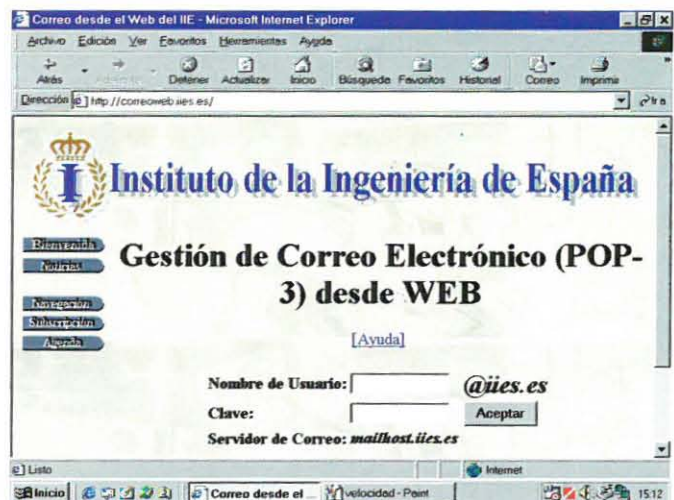 Correo desde el Web del IIE - Microsoft Internet Explorer
Archivo Edición Ver Favoritos Herramientas Ayuda
Atrás Detener Actualizar Inicio Búsqueda Favoritos Historial Correo Imprimir
Dirección http://correoweb.iies.es/ Ir a
Instituto de la Ingeniería de España
Bienvenida
Noticias
Navegación
Subscripción
Agenda
Gestión de Correo Electrónico (POP-
3) desde WEB
[Ayuda]
Nombre de Usuario: @iies.es
Clave: Aceptar
Servidor de Correo: mailhost.iies.es
Listo Internet
Inicio Correo desde el ... velocidad - Paint 15:12